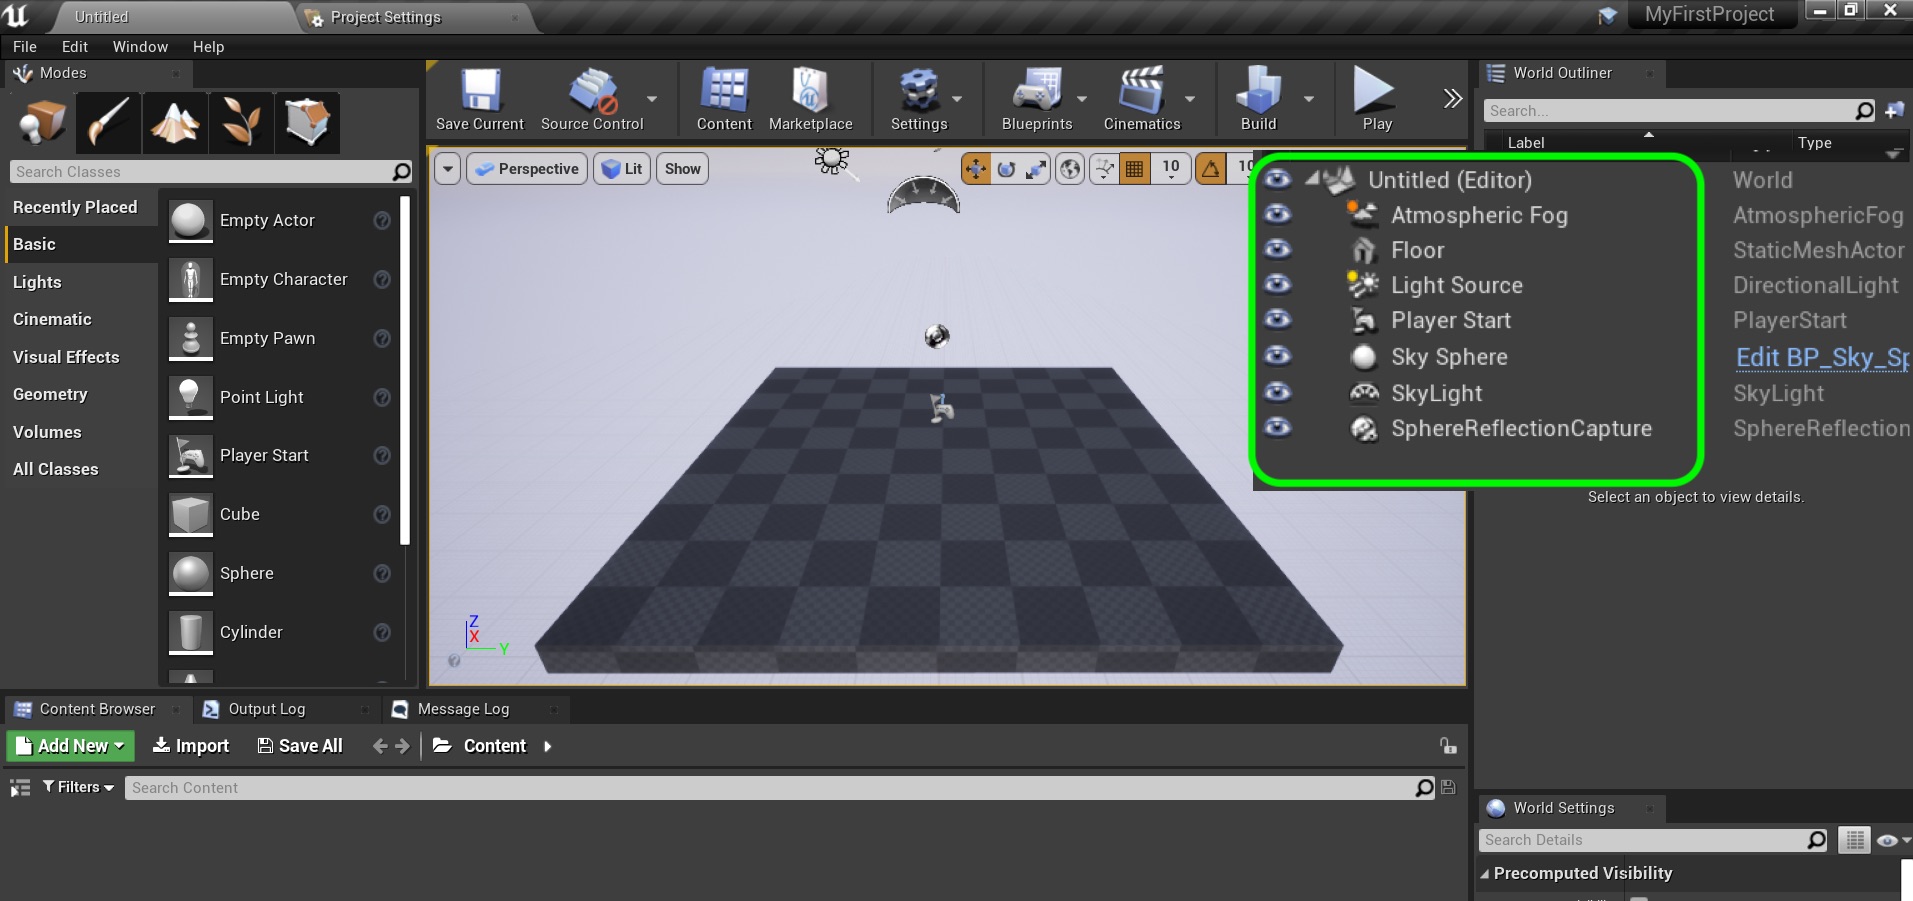 Untitled
Project Settings
MyFirstProject
File Edit Window Help
Modes
Search Classes
Recently Placed
Basic
Lights
Cinematic
Visual Effects
Geometry
Volumes
All Classes
Empty Actor
Empty Character
Empty Pawn
Point Light
Player Start
Cube
Sphere
Cylinder
Save Current
Source Control
Content
Marketplace
Settings
Blueprints
Cinematics
Build
Play
Perspective
Lit
Show
10
10
Z
X
Y
World Outliner
Search...
Label Type
Untitled (Editor) World
Atmospheric Fog AtmosphericFog
Floor StaticMeshActor
Light Source DirectionalLight
Player Start PlayerStart
Sky Sphere Edit BP_Sky_Sp
SkyLight SkyLight
SphereReflectionCapture SphereReflection
Select an object to view details.
Content Browser
Output Log
Message Log
Add New Import Save All Content
Filters Search Content
World Settings
Search Details
Precomputed Visibility